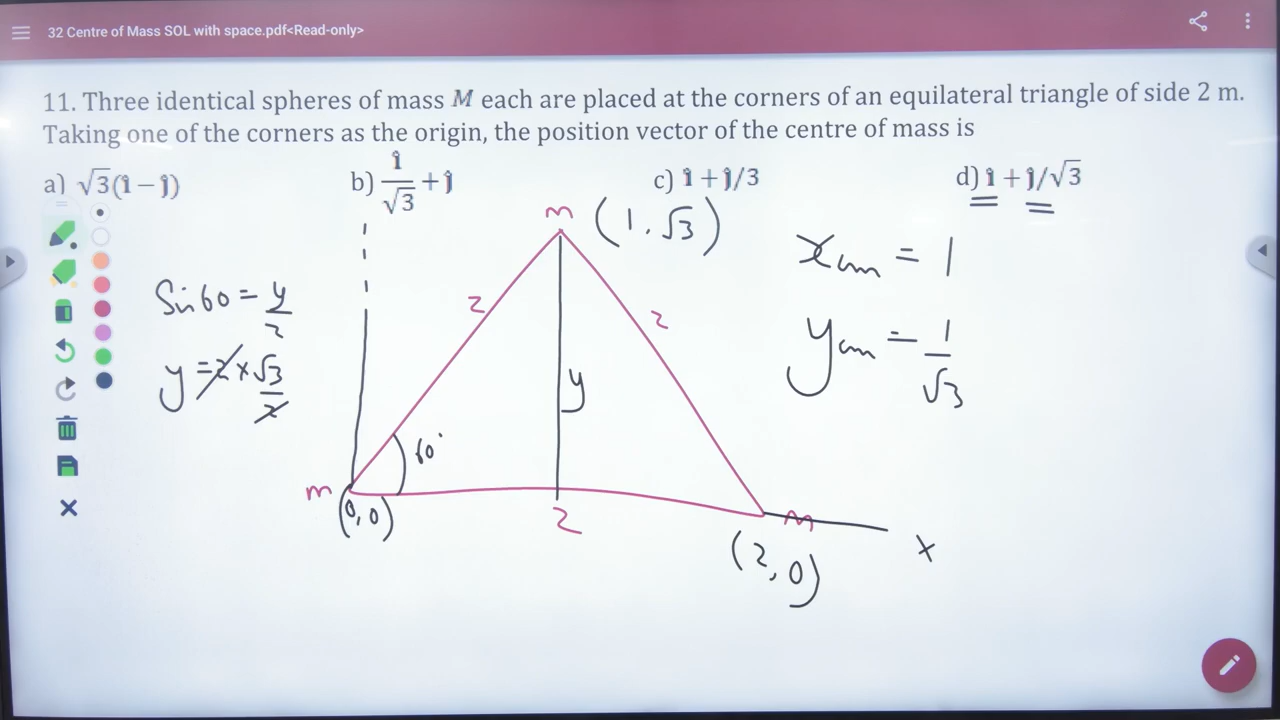 32 Centre of Mass SOL with space.pdf<Read-only>
11. Three identical spheres of mass M each are placed at the corners of an equilateral triangle of side 2 m.
Taking one of the corners as the origin, the position vector of the centre of mass is
a) √3(î − ĵ)
b) î/√3 + ĵ
c) î + ĵ/3
d) î + ĵ/√3
m (1, √3)
x_cm = 1
Sin60 = y/2
2
2
y_cm = 1/√3
y = 2 × √3/2
y
60°
m
(0, 0)
2
m
(2, 0)
x